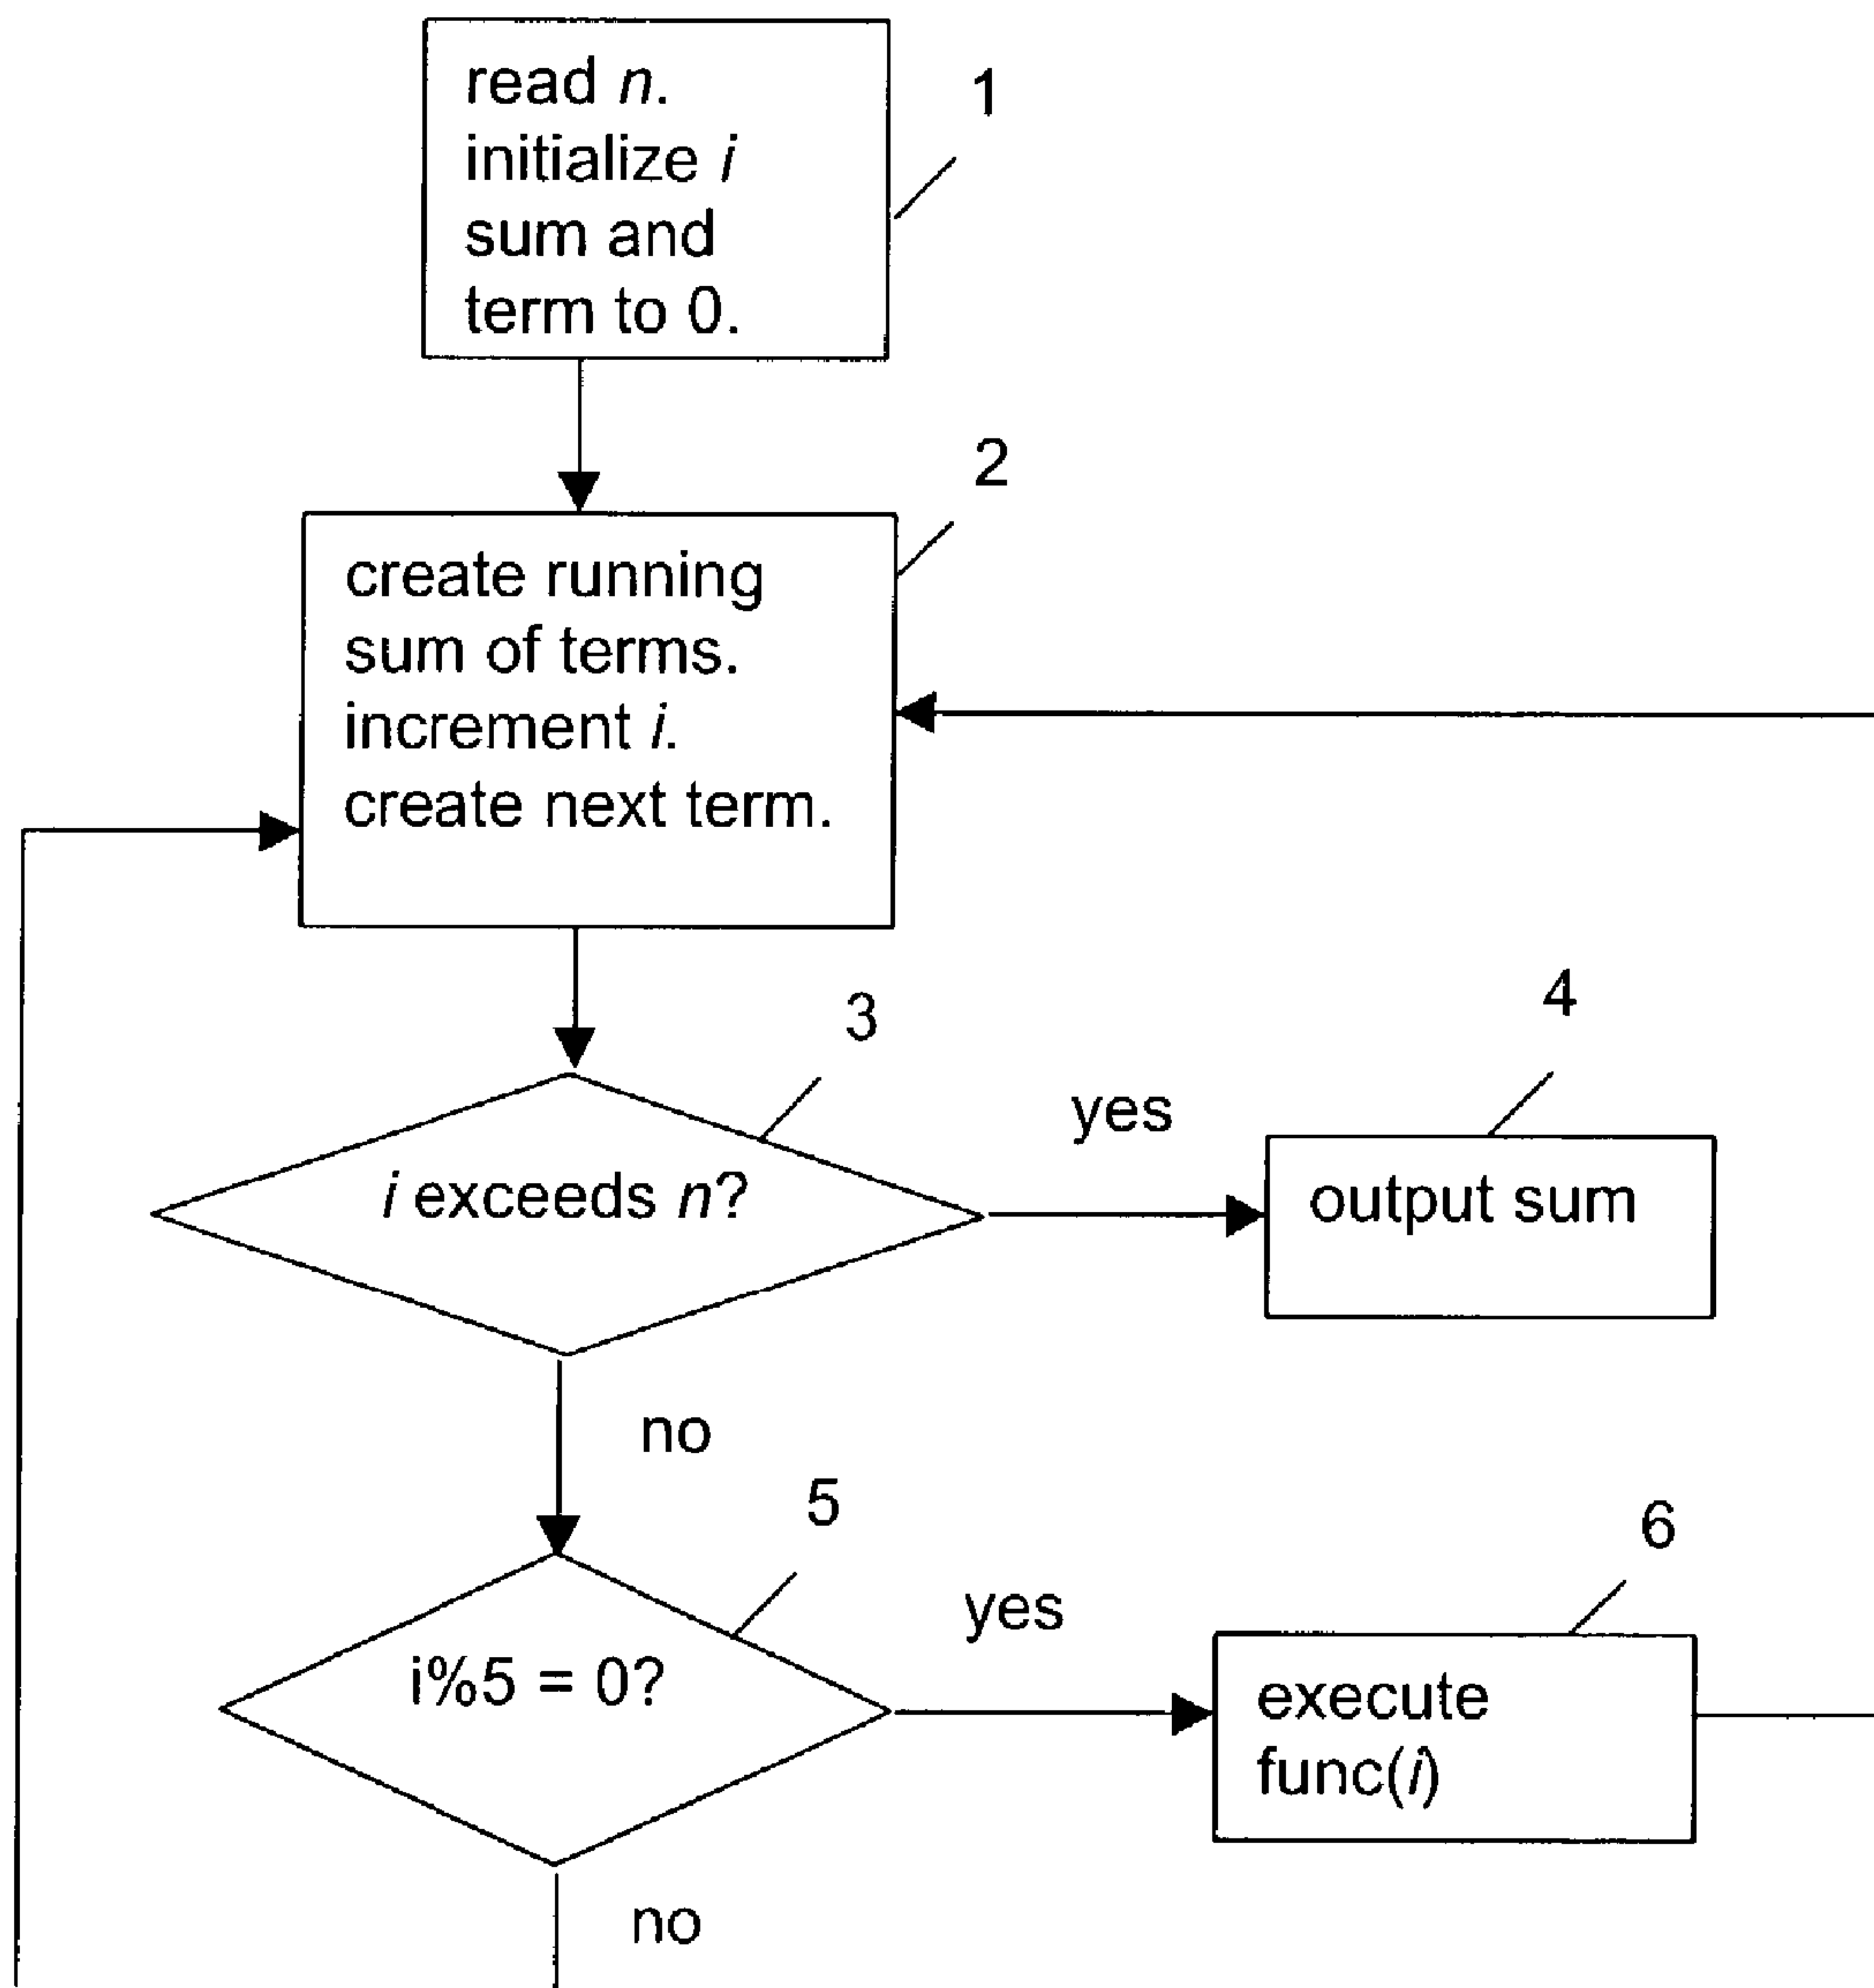 read n.
initialize i
sum and
term to 0.
1
2
create running
sum of terms.
increment i.
create next term.
3
4
yes
i exceeds n?
output sum
no
5
6
yes
i%5 = 0?
execute
func(i)
no